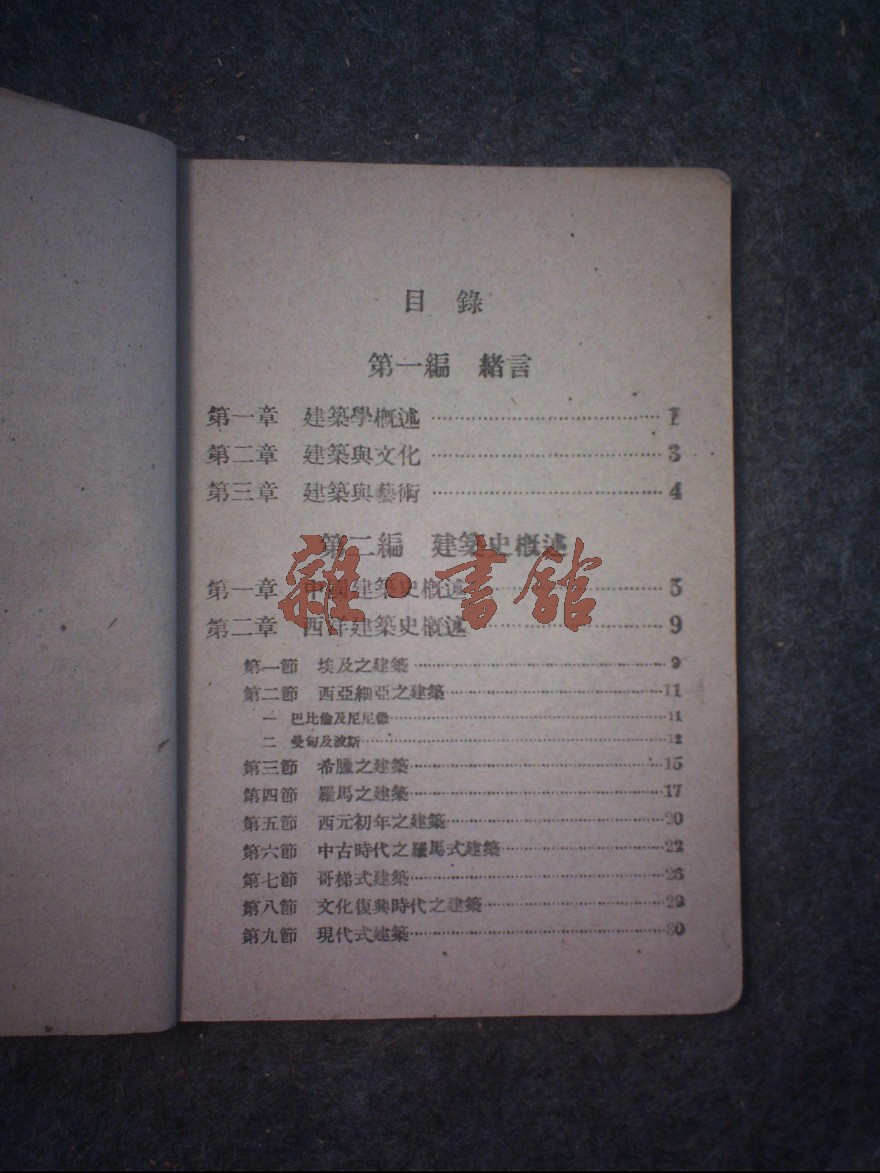 目 錄
第一編 緒言
第一章 建築學概述 1
第二章 建築與文化 3
第三章 建築與藝術 4
第二編 建築史概述
第一章 中國建築史概述 5
第二章 西洋建築史概述 9
雜·書館
第一節 埃及之建築 9
第二節 西亞細亞之建築 11
一 巴比倫及尼尼微 11
二 曼甸及波斯 12
第三節 希臘之建築 15
第四節 羅馬之建築 17
第五節 西元初年之建築 20
第六節 中古時代之羅馬式建築 22
第七節 哥梯式建築 26
第八節 文化復興時代之建築 29
第九節 現代式建築 30